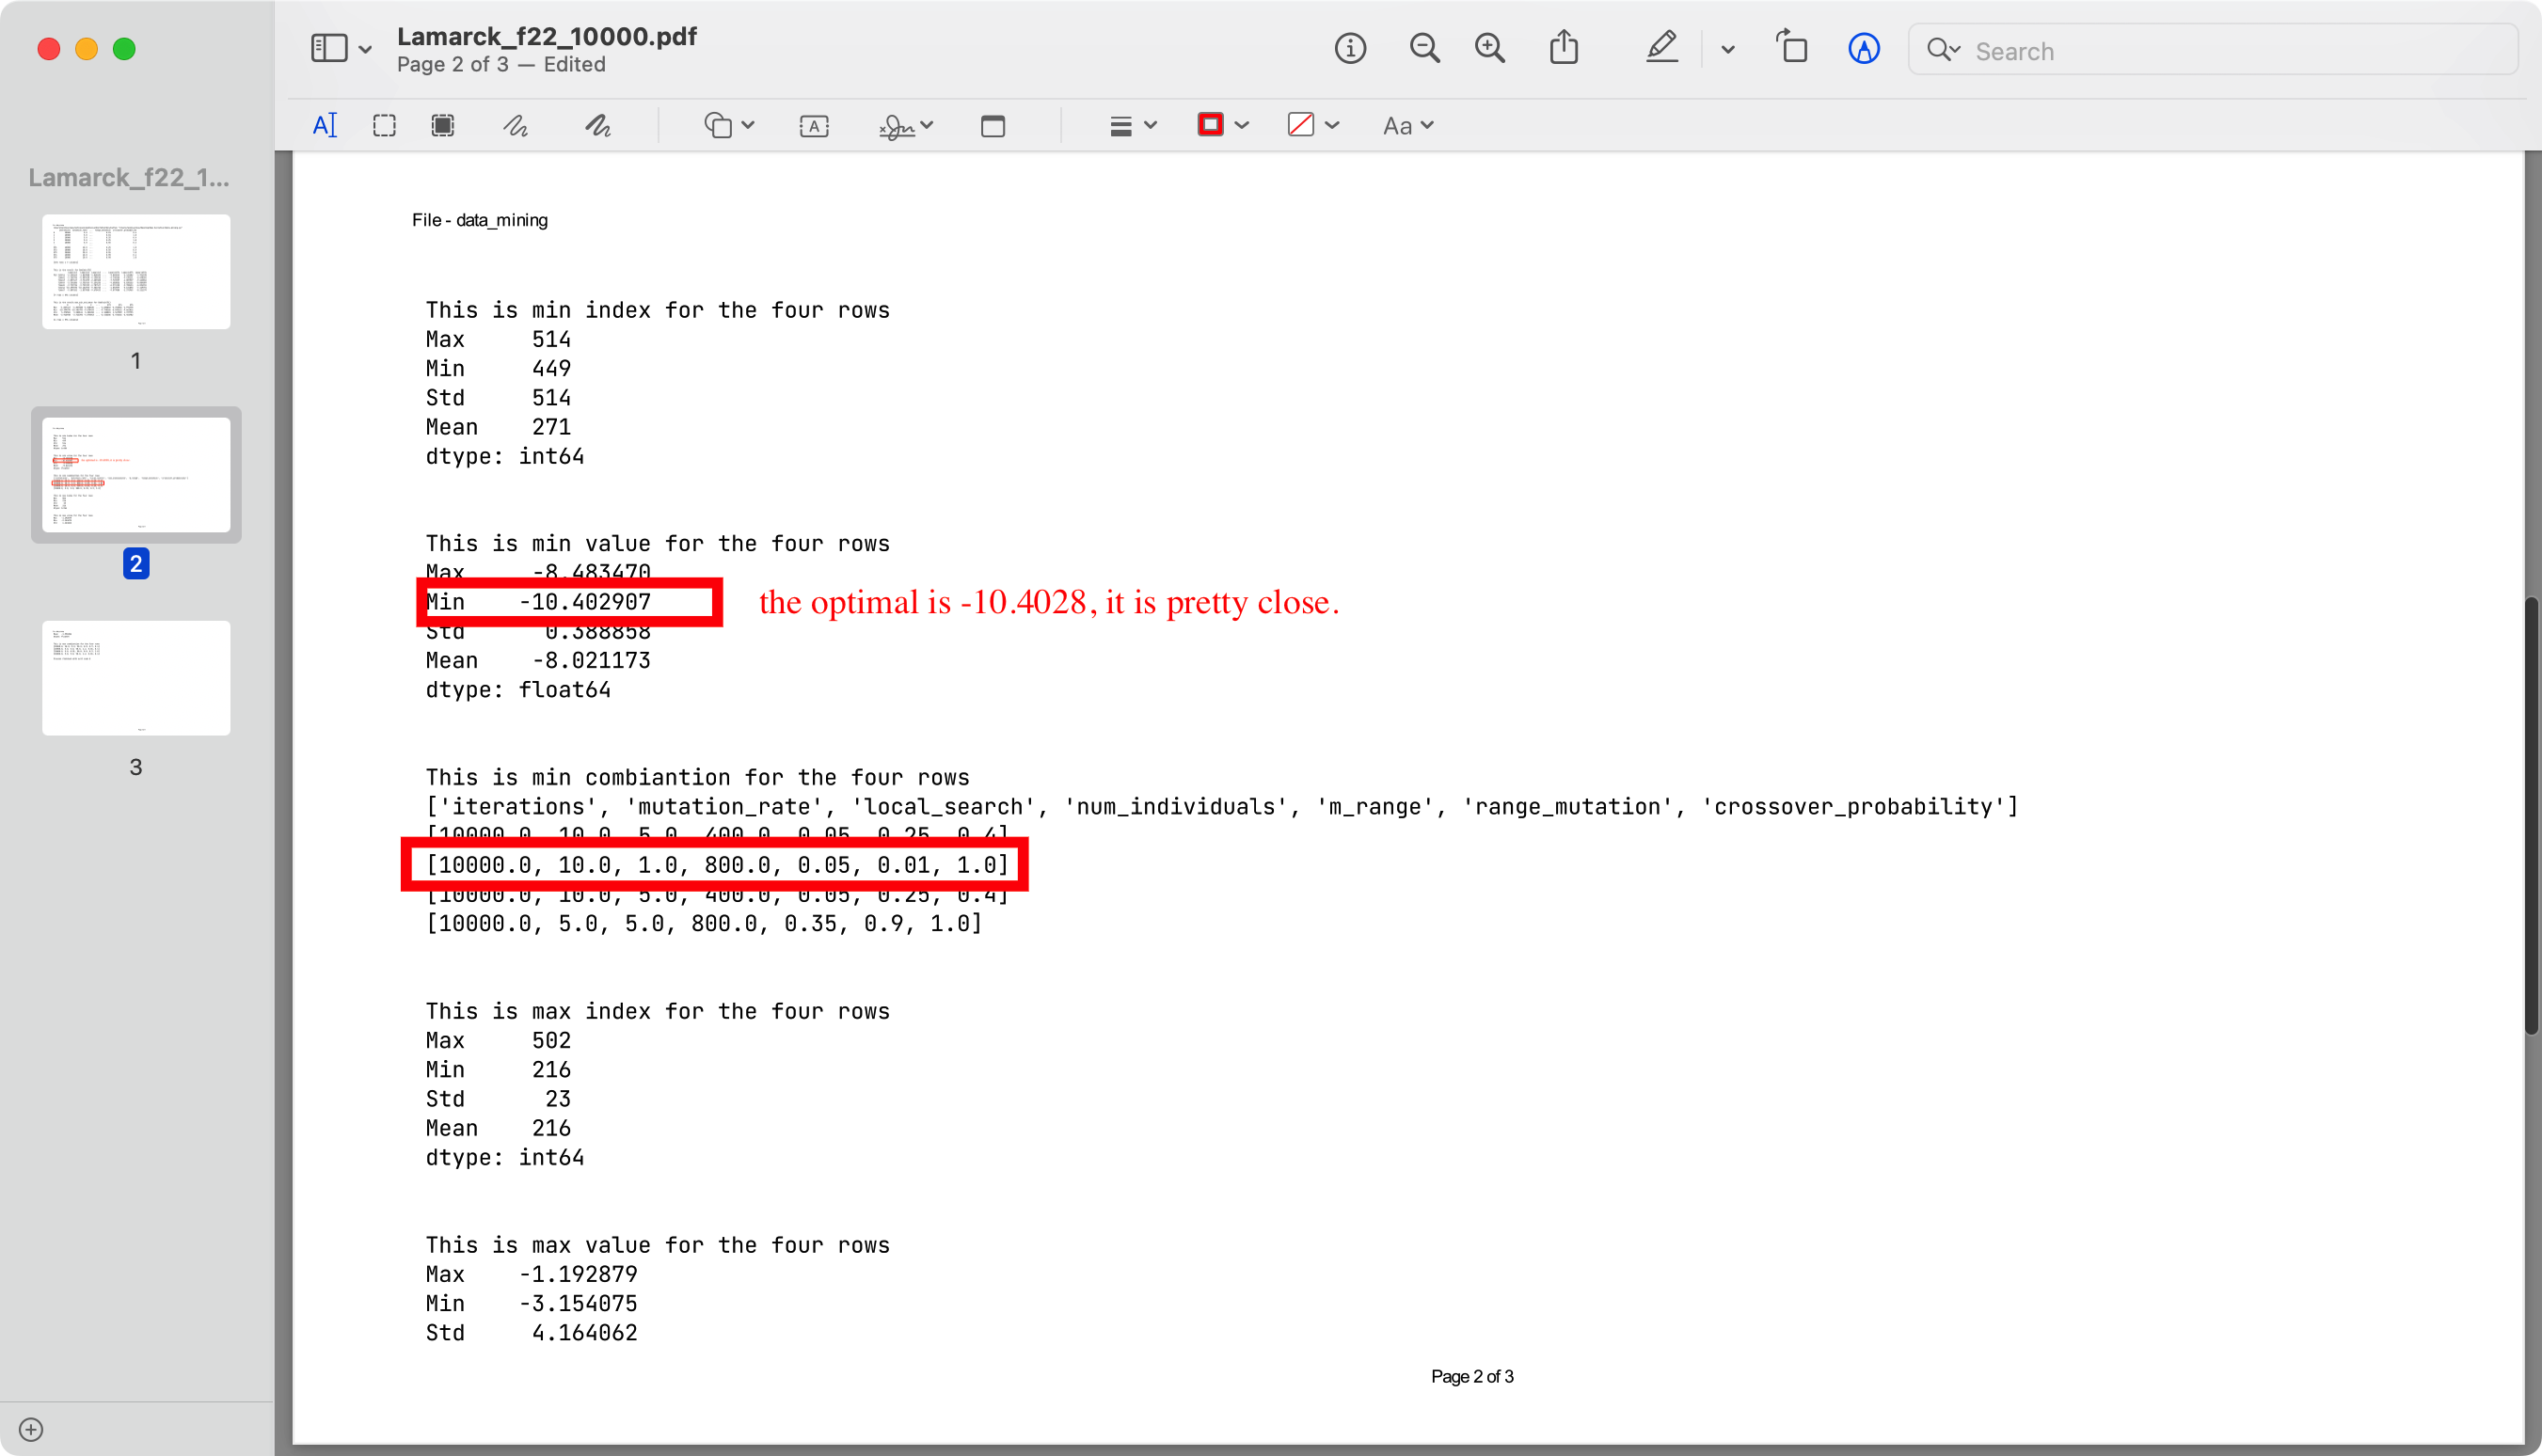 Lamarck_f22_10000.pdf
Page 2 of 3 — Edited
Search
Aa
Lamarck_f22_1...
1
2
3
File - data_mining
This is min index for the four rows
Max 514
Min 449
Std 514
Mean 271
dtype: int64
This is min value for the four rows
Max -8.483470
Min -10.402907 the optimal is -10.4028, it is pretty close.
Std 0.388858
Mean -8.021173
dtype: float64
This is min combiantion for the four rows
['iterations', 'mutation_rate', 'local_search', 'num_individuals', 'm_range', 'range_mutation', 'crossover_probability']
[10000.0, 10.0, 5.0, 400.0, 0.05, 0.25, 0.4]
[10000.0, 10.0, 1.0, 800.0, 0.05, 0.01, 1.0]
[10000.0, 10.0, 5.0, 400.0, 0.05, 0.25, 0.4]
[10000.0, 5.0, 5.0, 800.0, 0.35, 0.9, 1.0]
This is max index for the four rows
Max 502
Min 216
Std 23
Mean 216
dtype: int64
This is max value for the four rows
Max -1.192879
Min -3.154075
Std 4.164062
Page 2 of 3